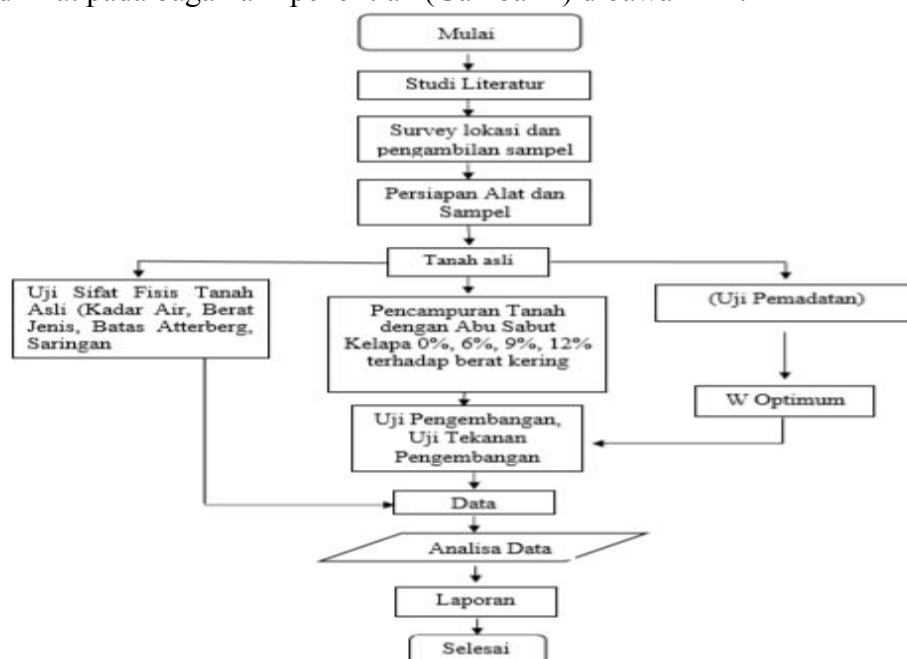 Mulai
Studi Literatur
Survey lokasi dan
pengambilan sampel
Persiapan Alat dan
Sampel
Tanah asli
Uji Sifat Fisis Tanah
Asli (Kadar Air, Berat
Jenis, Batas Atterberg,
Saringan
Pencampuran Tanah
dengan Abu Sabut
Kelapa 0%, 6%, 9%, 12%
terhadap berat kering
(Uji Pemadatan)
W Optimum
Uji Pengembangan,
Uji Tekanan
Pengembangan
Data
Analisa Data
Laporan
Selesai